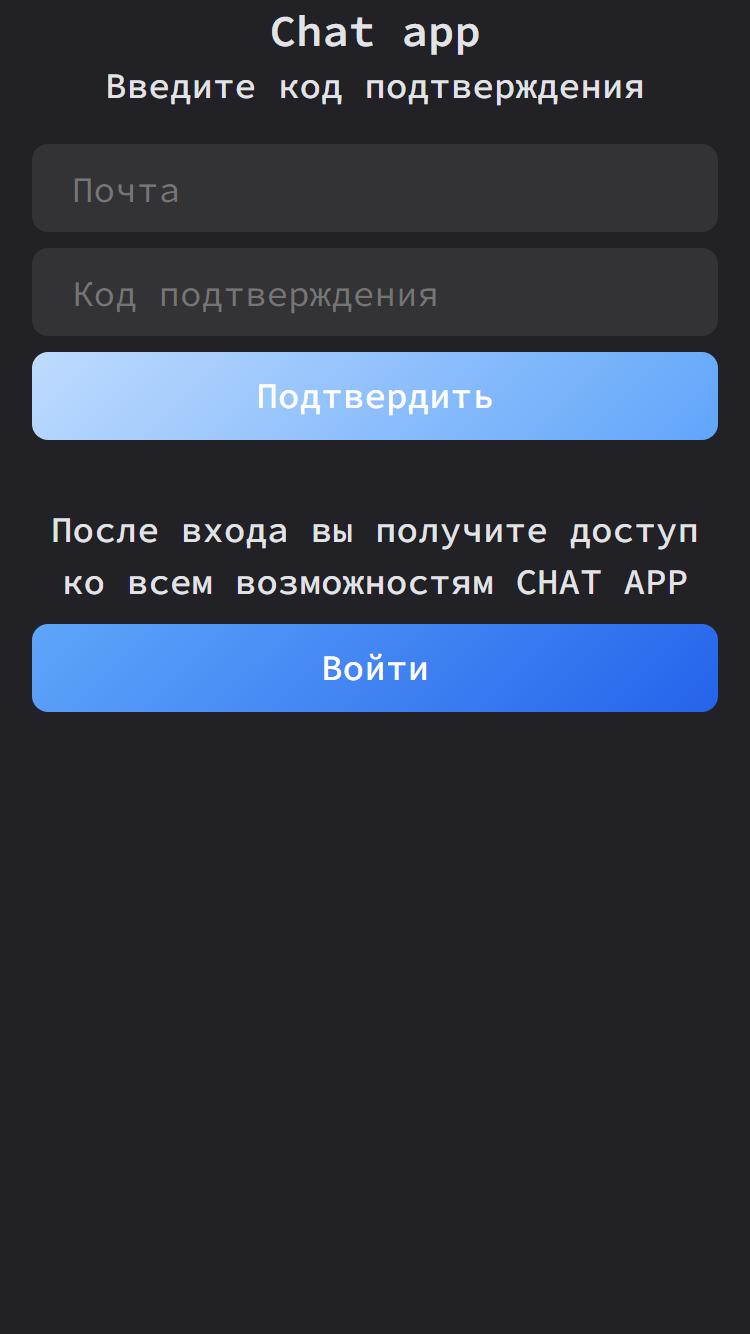 Chat app
Введите код подтверждения
Почта
Код подтверждения
Подтвердить
После входа вы получите доступ
ко всем возможностям CHAT APP
Войти